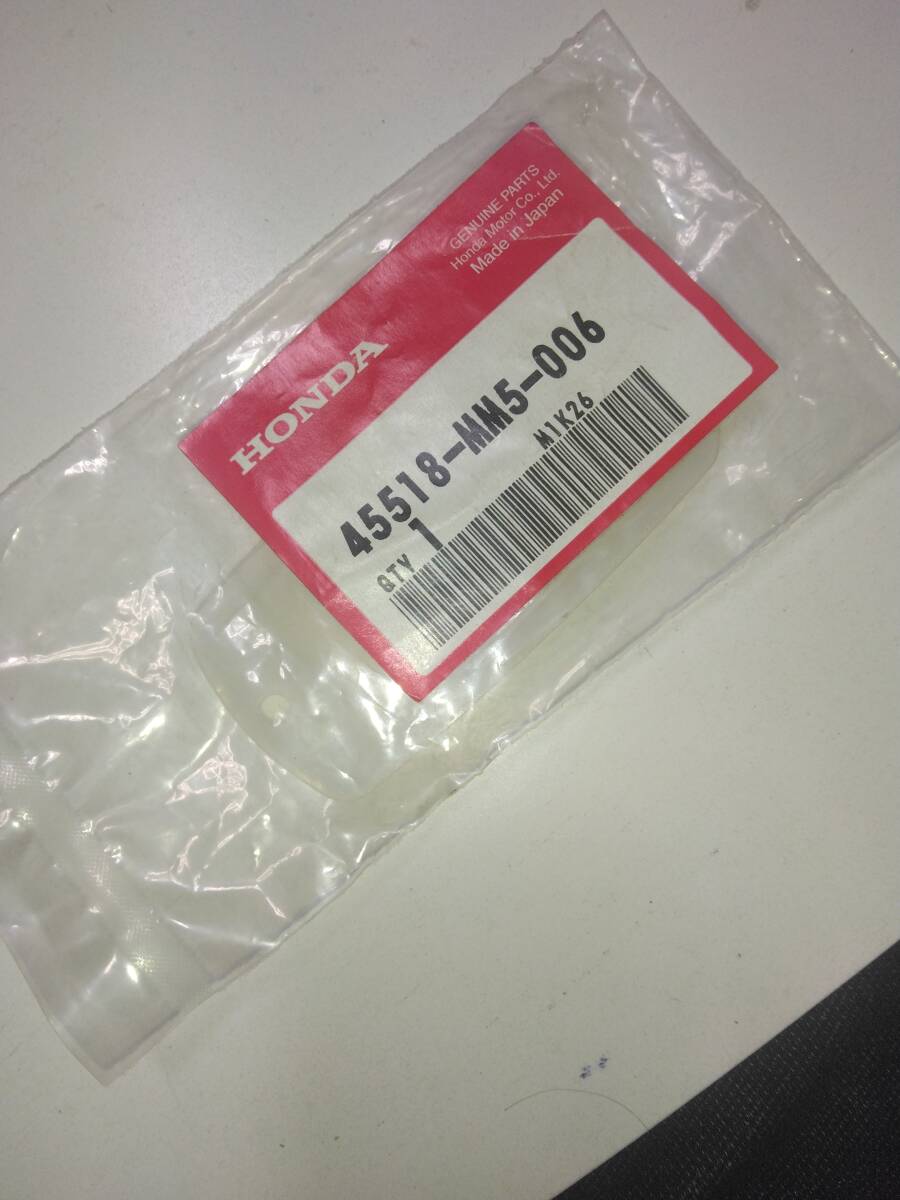 HONDA
GENUINE PARTS
Honda Motor Co., Ltd.
Made in Japan
45518-MM5-006
QTY 1
M1K26